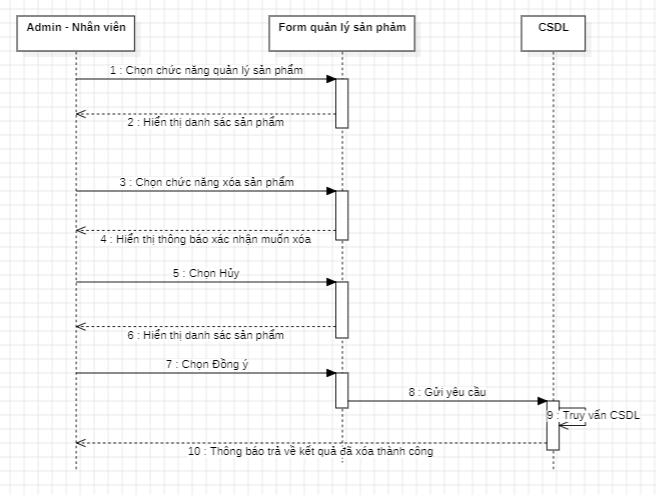 Admin - Nhân viên
Form quản lý sản phảm
CSDL
1 : Chọn chức năng quản lý sản phẩm
2 : Hiển thị danh sác sản phẩm
3 : Chọn chức năng xóa sản phẩm
4 : Hiển thị thông báo xác nhận muốn xóa
5 : Chọn Hủy
6 : Hiển thị danh sác sản phẩm
7 : Chọn Đồng ý
8 : Gửi yêu cầu
9 : Truy vấn CSDL
10 : Thông báo trả về kết quả đã xóa thành công